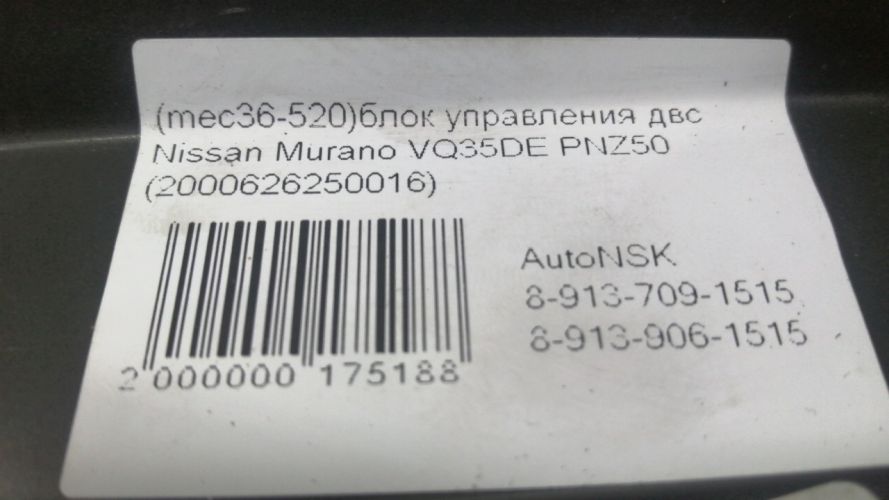 (mec36-520)блок управления двс
Nissan Murano VQ35DE PNZ50
(2000626250016)
AutoNSK
8-913-709-1515
8-913-906-1515
2 000000 175188